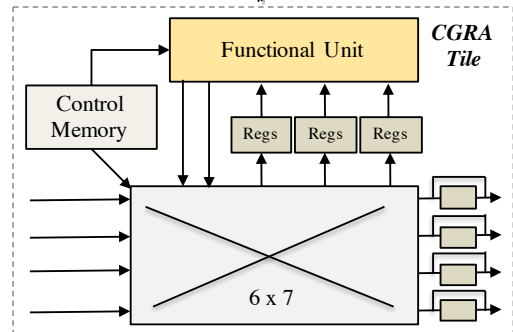 Functional Unit
CGRA
Tile
Control
Memory
Regs
Regs
Regs
6 x 7